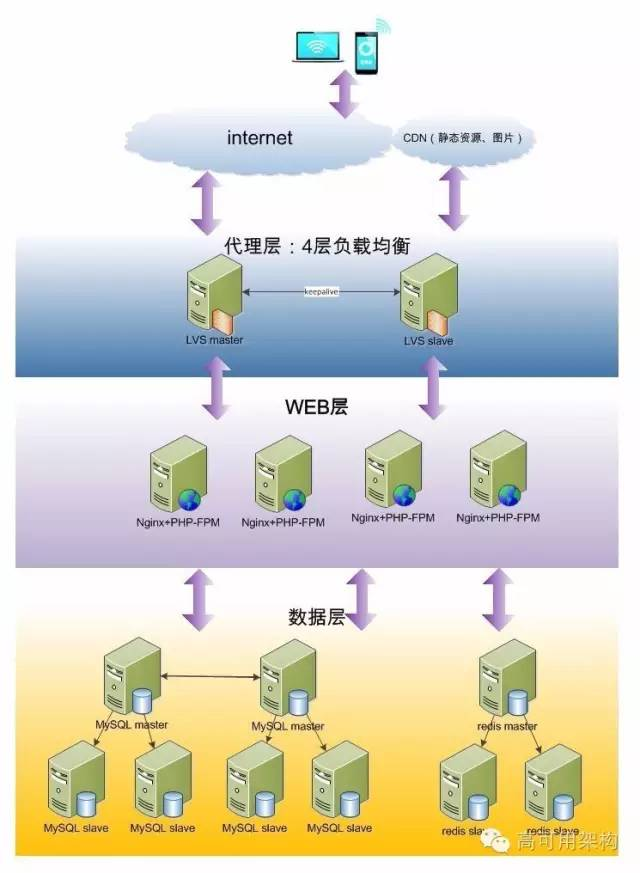 internet
CDN（静态资源、图片）
代理层：4层负载均衡
keepalive
LVS master
LVS slave
WEB层
Nginx+PHP-FPM
Nginx+PHP-FPM
Nginx+PHP-FPM
Nginx+PHP-FPM
数据层
MySQL master
MySQL master
redis master
MySQL slave
MySQL slave
MySQL slave
MySQL slave
redis slave
redis slave
高可用架构